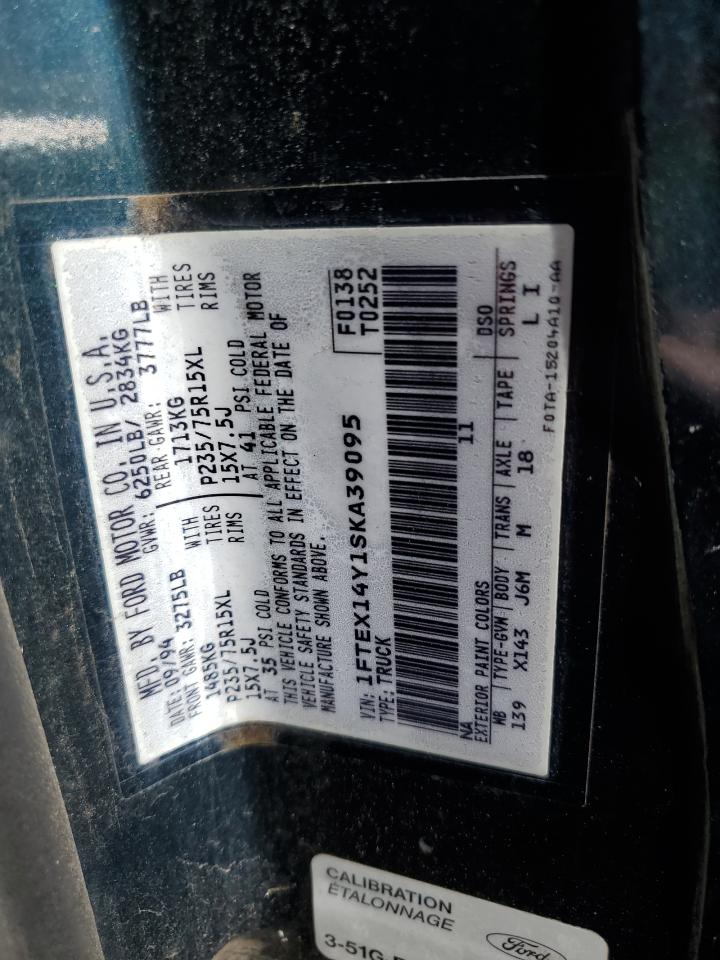 MFD. BY FORD MOTOR CO. IN U.S.A.
DATE: 09/94 GVWR: 6250LB/ 2834KG
FRONT GAWR: 3275LB REAR GAWR: 3777LB
1485KG WITH 1713KG WITH
P235/75R15XL TIRES P235/75R15XL TIRES
15X7.5J RIMS 15X7.5J RIMS
AT 35 PSI COLD AT 41 PSI COLD
THIS VEHICLE CONFORMS TO ALL APPLICABLE FEDERAL MOTOR
VEHICLE SAFETY STANDARDS IN EFFECT ON THE DATE OF
MANUFACTURE SHOWN ABOVE.
F0138
T0252
VIN: 1FTEX14Y1SKA39095
TYPE: TRUCK
NA 11
EXTERIOR PAINT COLORS DSO
WB TYPE-GVW BODY TRANS AXLE TAPE SPRINGS
139 X143 J6M M 18 L I
F0TA-15204A10-AA
CALIBRATION
ÉTALONNAGE
Ford
3-51G-